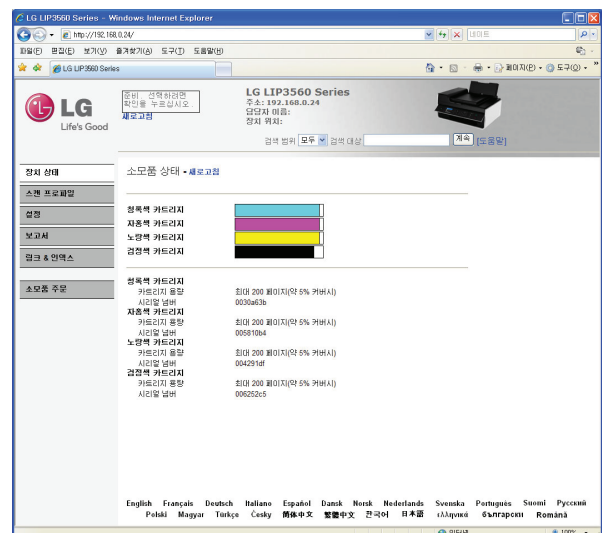 LG LIP3560 Series - Windows Internet Explorer
http://192.168.0.24/
네이트
파일(F) 편집(E) 보기(V) 즐겨찾기(A) 도구(T) 도움말(H)
LG LIP3560 Series
페이지(P) 도구(O)
LG
Life's Good
준비. 선택하려면
확인을 누르십시오.
새로고침
LG LIP3560 Series
주소: 192.168.0.24
담당자 이름:
장치 위치:
검색 범위 모두 검색 대상 계속 [도움말]
장치 상태
스캔 프로파일
설정
보고서
링크 & 인덱스
소모품 주문
소모품 상태 • 새로고침
청록색 카트리지
자홍색 카트리지
노랑색 카트리지
검정색 카트리지
청록색 카트리지
카트리지 용량 최대 200 페이지(약 5% 커버시)
시리얼 넘버 0030a63b
자홍색 카트리지
카트리지 용량 최대 200 페이지(약 5% 커버시)
시리얼 넘버 005810b4
노랑색 카트리지
카트리지 용량 최대 200 페이지(약 5% 커버시)
시리얼 넘버 004291df
검정색 카트리지
카트리지 용량 최대 200 페이지(약 5% 커버시)
시리얼 넘버 006252c5
English Français Deutsch Italiano Español Dansk Norsk Nederlands Svenska Português Suomi Русский
Polski Magyar Türkçe Česky 简体中文 繁體中文 한국어 日本語 ελληνικά български Română
인터넷 100%